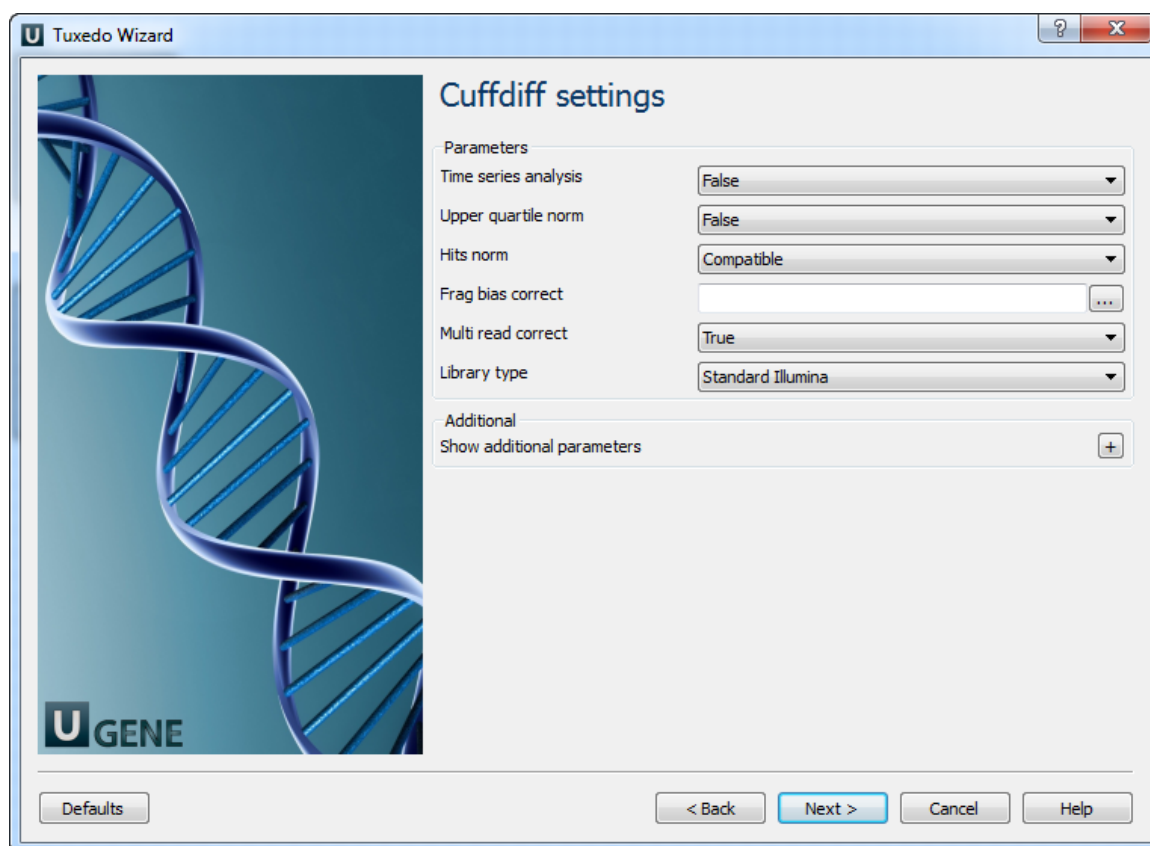 U Tuxedo Wizard
? X
Cuffdiff settings
Parameters
Time series analysis False
Upper quartile norm False
Hits norm Compatible
Frag bias correct ...
Multi read correct True
Library type Standard Illumina
Additional
Show additional parameters +
U GENE
Defaults < Back Next > Cancel Help